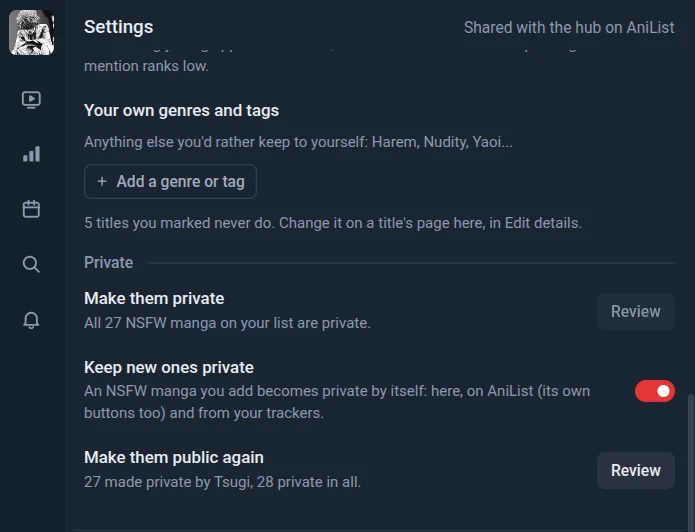 Settings
Shared with the hub on AniList
mention ranks low.
Your own genres and tags
Anything else you'd rather keep to yourself: Harem, Nudity, Yaoi...
+ Add a genre or tag
5 titles you marked never do. Change it on a title's page here, in Edit details.
Private
Make them private
All 27 NSFW manga on your list are private.
Review
Keep new ones private
An NSFW manga you add becomes private by itself: here, on AniList (its own
buttons too) and from your trackers.
Make them public again
27 made private by Tsugi, 28 private in all.
Review